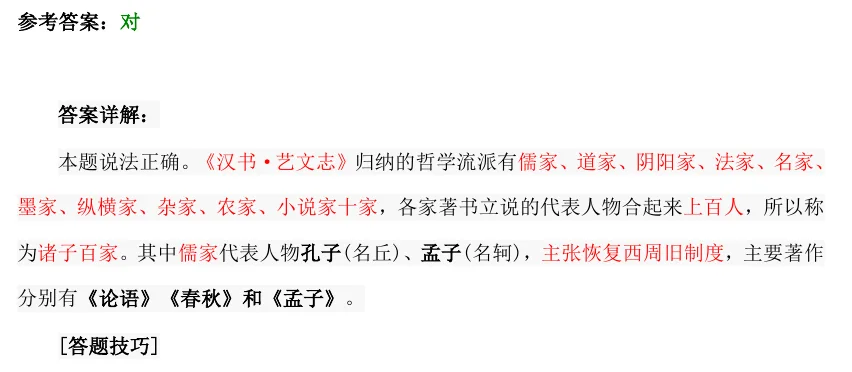 参考答案：对
答案详解：
本题说法正确。《汉书·艺文志》归纳的哲学流派有儒家、道家、阴阳家、法家、名家、
墨家、纵横家、杂家、农家、小说家十家，各家著书立说的代表人物合起来上百人，所以称
为诸子百家。其中儒家代表人物孔子(名丘)、孟子(名轲)，主张恢复西周旧制度，主要著作
分别有《论语》《春秋》和《孟子》。
[答题技巧]